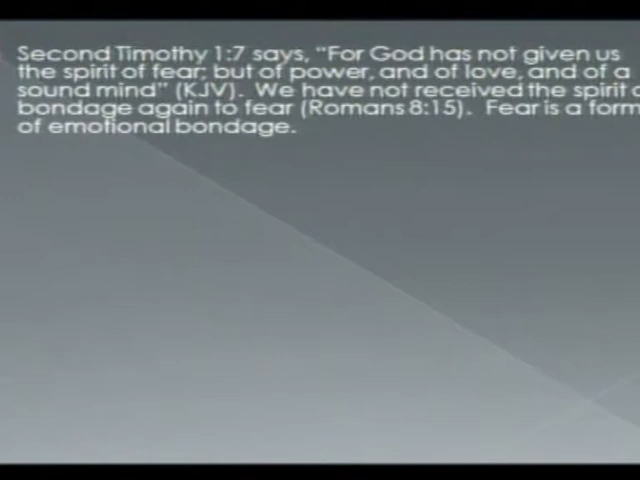 Second Timothy 1:7 says, “For God has not given us
the spirit of fear; but of power, and of love, and of a
sound mind” (KJV). We have not received the spirit o
bondage again to fear (Romans 8:15). Fear is a form
of emotional bondage.